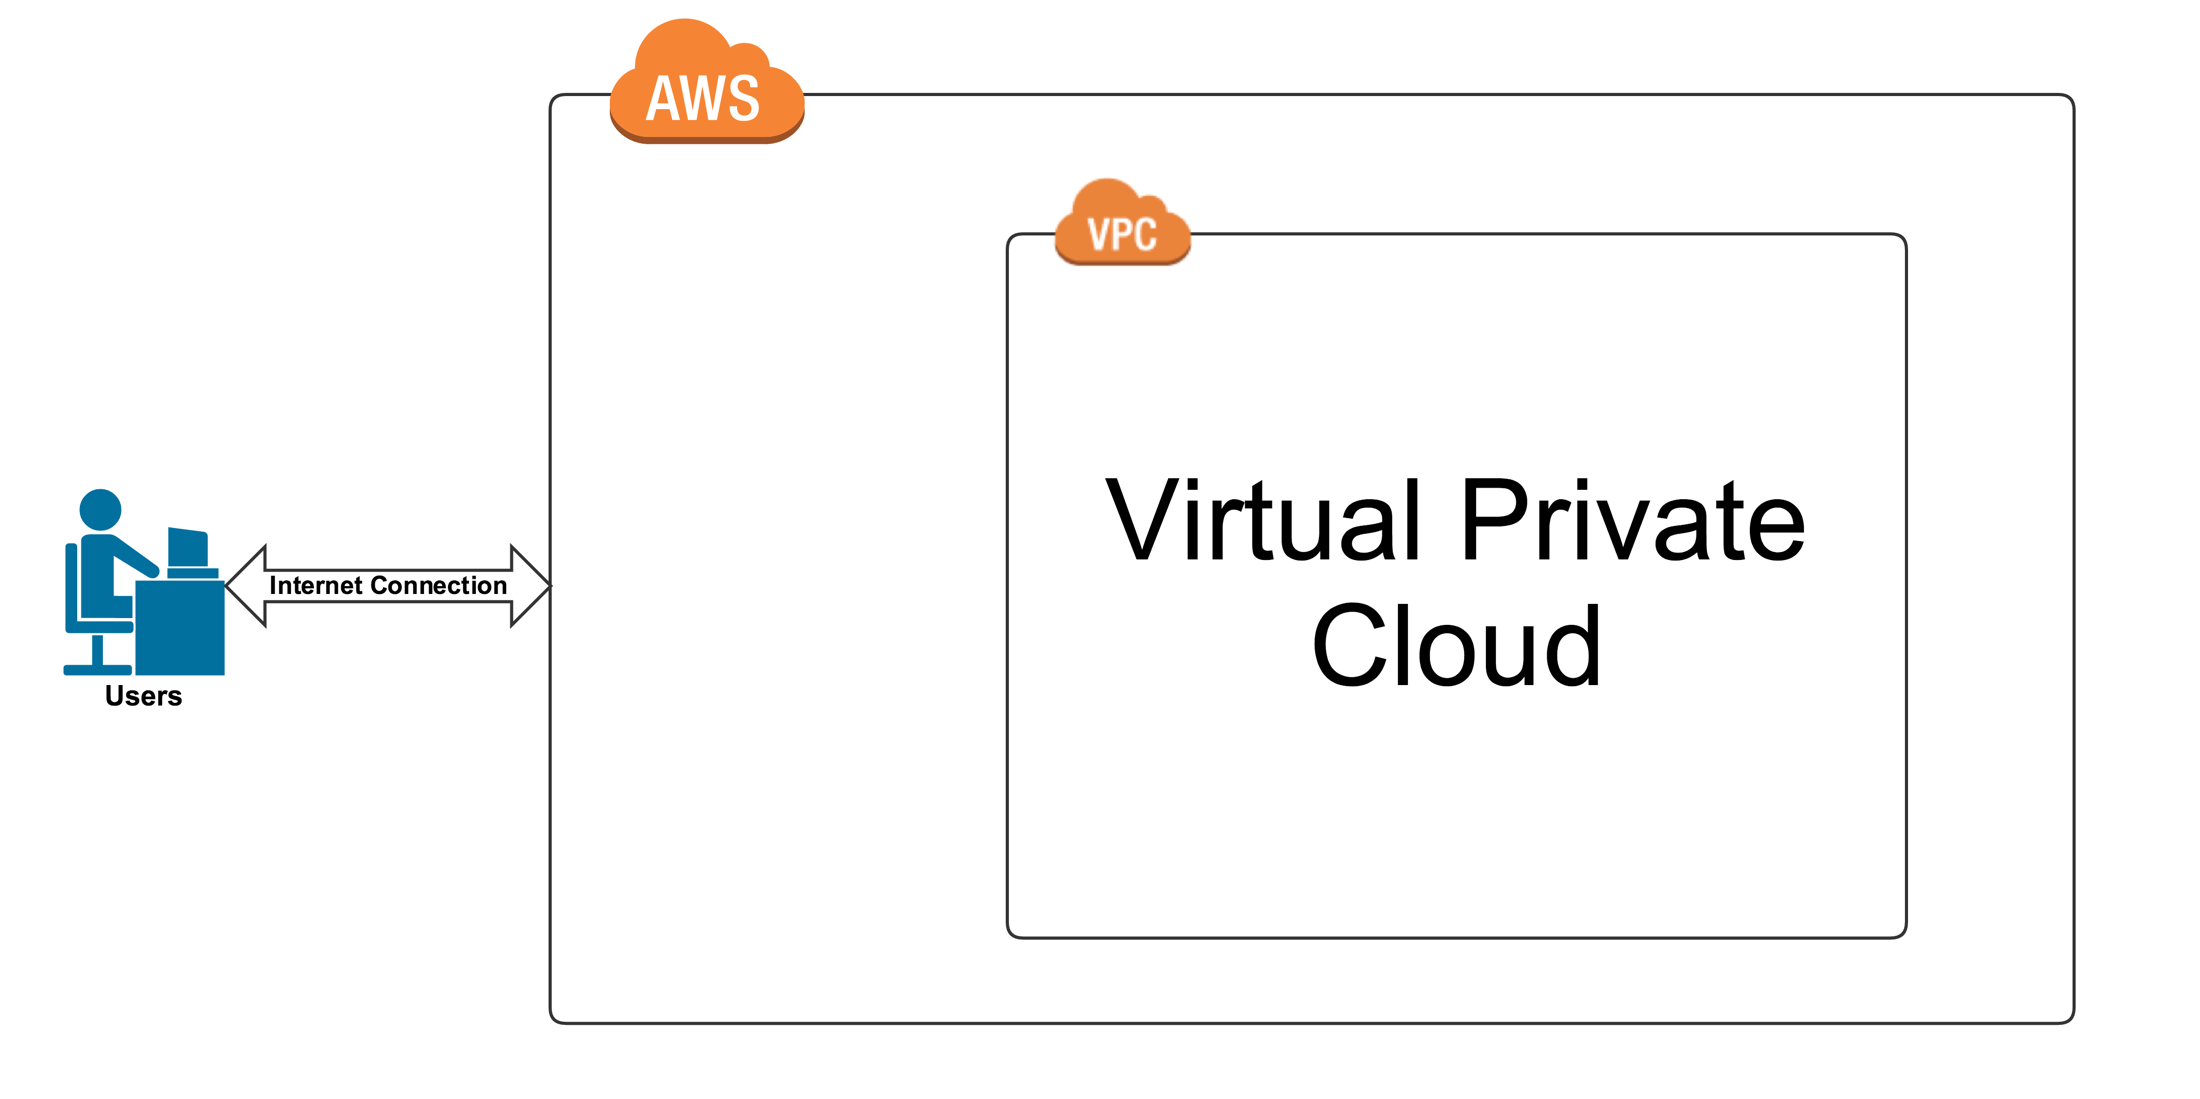 AWS
VPC
Virtual Private
Cloud
Internet Connection
Users